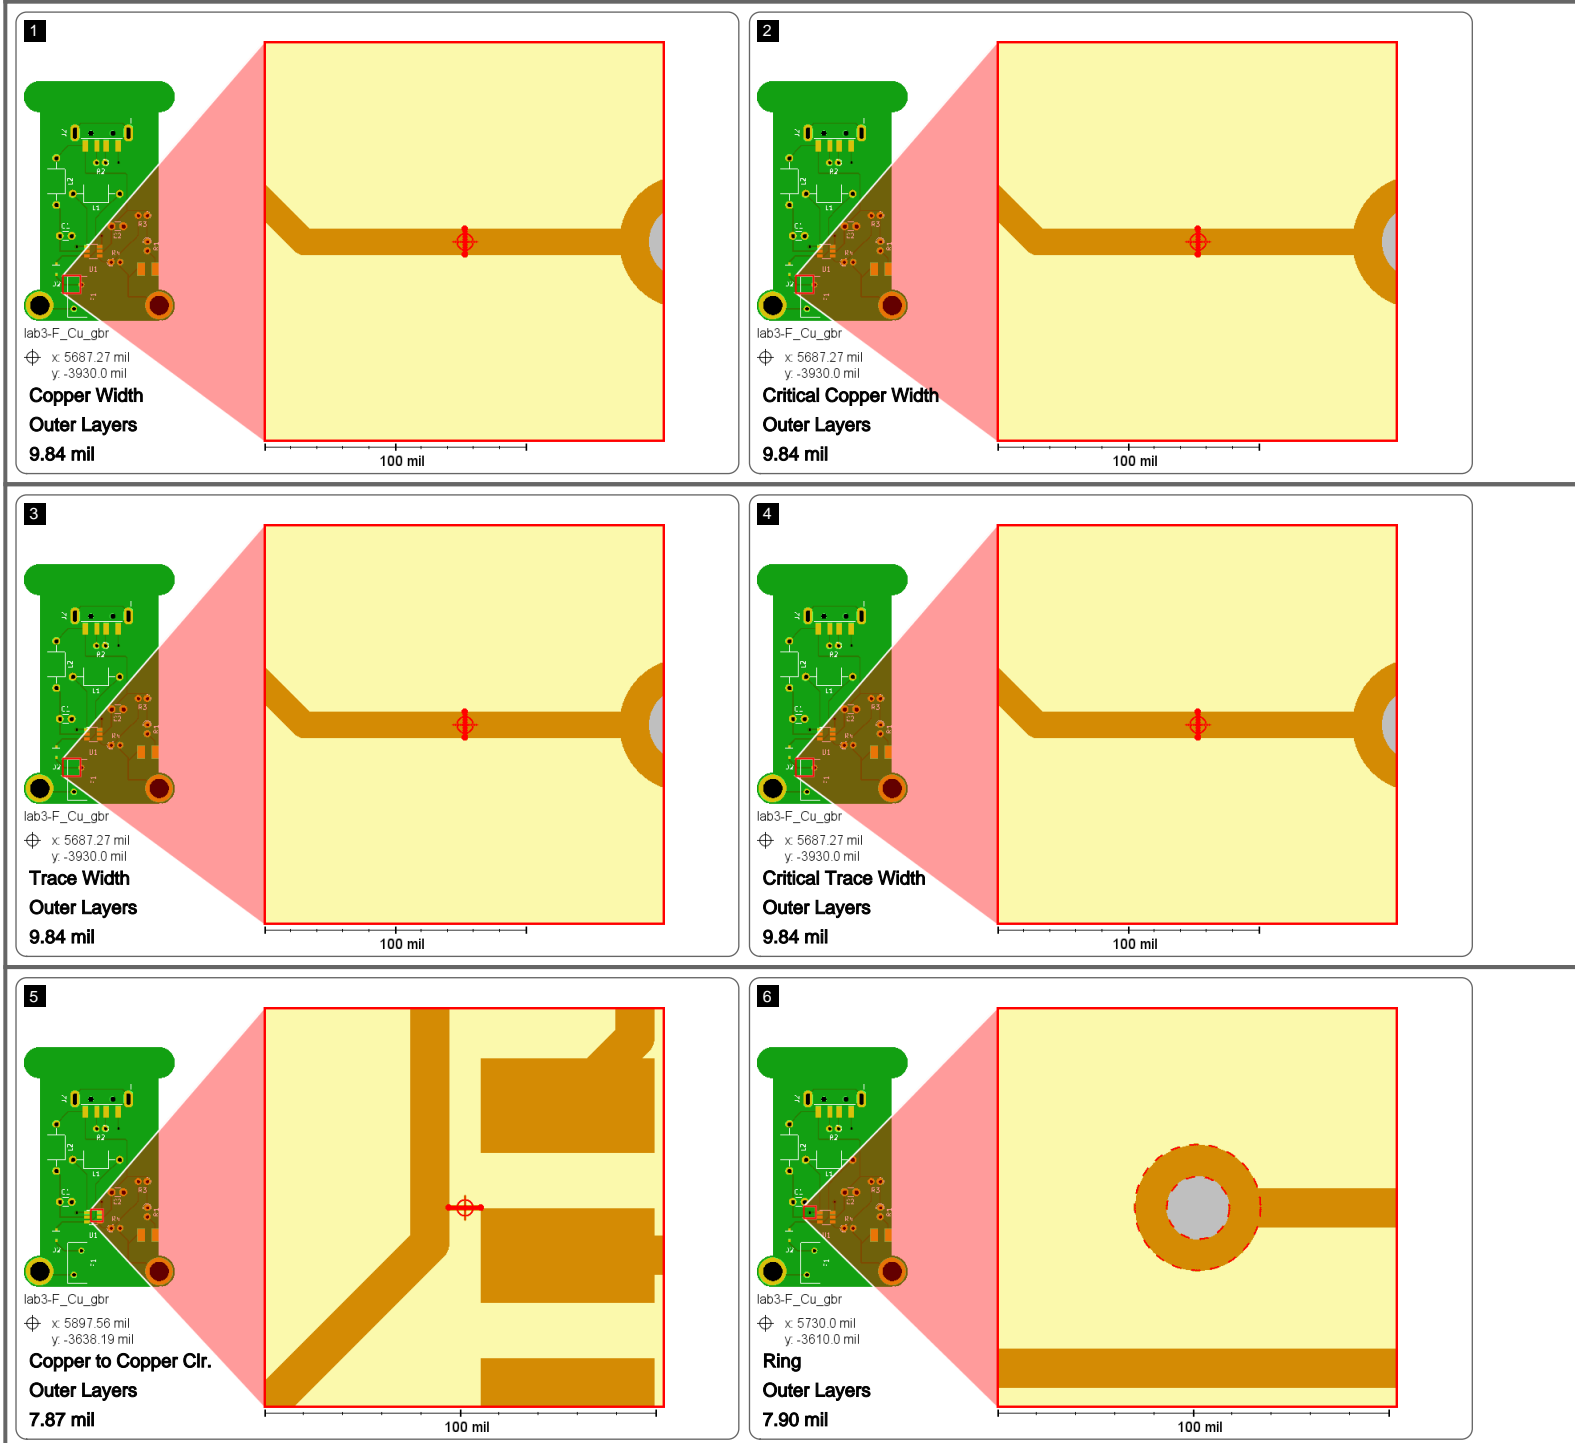 1
lab3-F_Cu_gbr
x: 5687.27 mil
y: -3930.0 mil
Copper Width
Outer Layers
9.84 mil
100 mil
2
lab3-F_Cu_gbr
x: 5687.27 mil
y: -3930.0 mil
Critical Copper Width
Outer Layers
9.84 mil
100 mil
3
lab3-F_Cu_gbr
x: 5687.27 mil
y: -3930.0 mil
Trace Width
Outer Layers
9.84 mil
100 mil
4
lab3-F_Cu_gbr
x: 5687.27 mil
y: -3930.0 mil
Critical Trace Width
Outer Layers
9.84 mil
100 mil
5
lab3-F_Cu_gbr
x: 5897.56 mil
y: -3638.19 mil
Copper to Copper Clr.
Outer Layers
7.87 mil
100 mil
6
lab3-F_Cu_gbr
x: 5730.0 mil
y: -3610.0 mil
Ring
Outer Layers
7.90 mil
100 mil